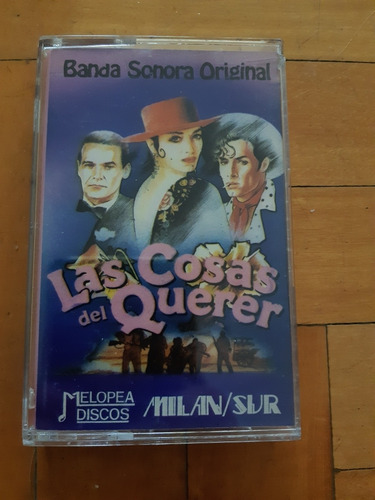 Banda Sonora Original
Las Cosas
del Querer
MELOPEA
DISCOS
MILAN/SUR